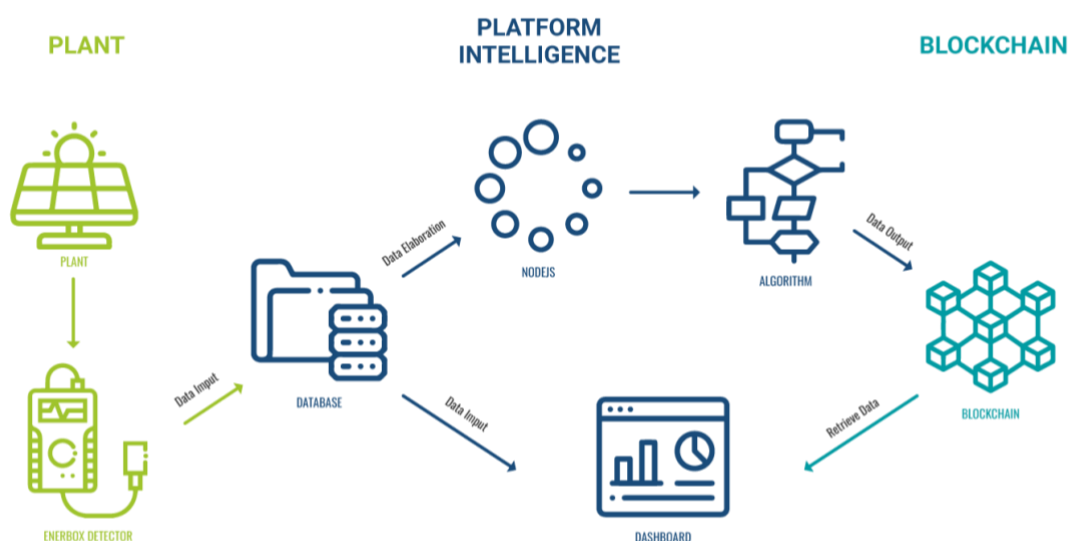 PLANT
PLATFORM
INTELLIGENCE
BLOCKCHAIN
PLANT
Data Elaboration
NODEJS
ALGORITHM
Data Output
Data Imput
DATABASE
Data Imput
Retrieve Data
BLOCKCHAIN
ENERBOX DETECTOR
DASHBOARD